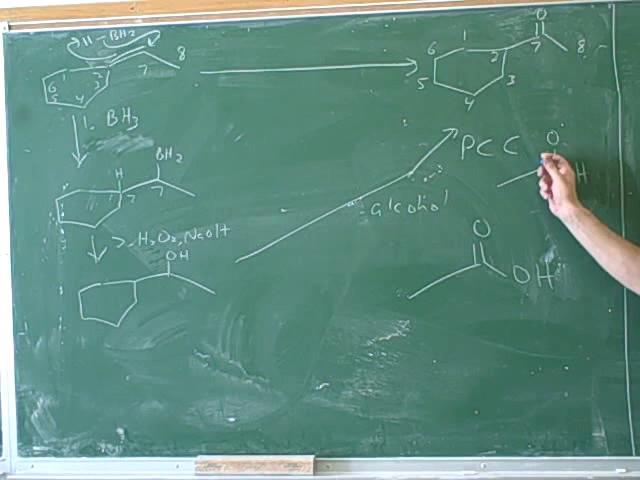 H - BH2
8
7
6 1 2
5 4 3
1. BH3
BH2
H
7
2. H2O2, NaOH
OH
O
1
6 2 7 8
5 3
4
PCC
alcohol
O
H
O
OH